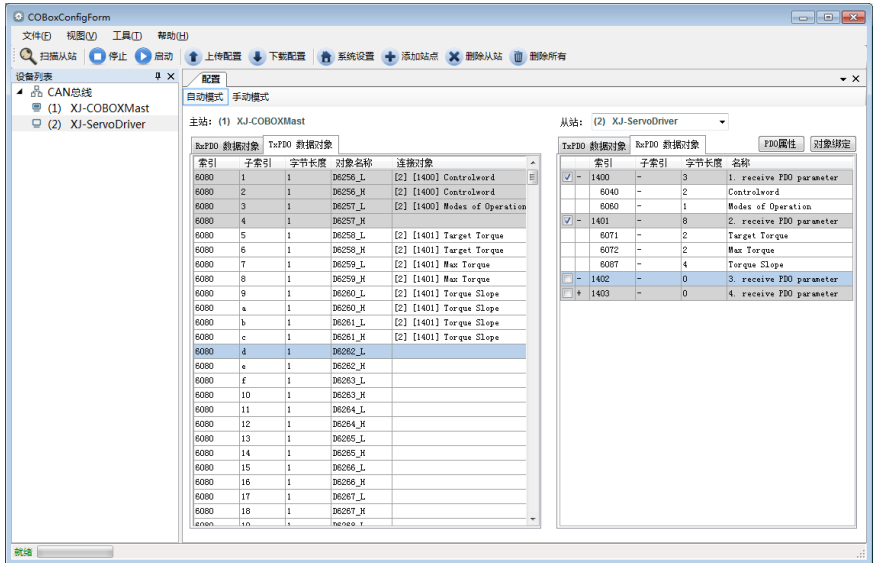 COBoxConfigForm
文件(F) 视图(V) 工具(T) 帮助(H)
扫描从站 停止 启动 上传配置 下载配置 系统设置 添加站点 删除从站 删除所有
设备列表
CAN总线
(1) XJ-COBOXMast
(2) XJ-ServoDriver
配置
自动模式 手动模式
主站: (1) XJ-COBOXMast
RxPDO 数据对象 TxPDO 数据对象
索引 子索引 字节长度 对象名称 连接对象
6080 1 1 D6256_L [2] [1400] Controlword
6080 2 1 D6256_H [2] [1400] Controlword
6080 3 1 D6257_L [2] [1400] Modes of Operation
6080 4 1 D6257_H
6080 5 1 D6258_L [2] [1401] Target Torque
6080 6 1 D6258_H [2] [1401] Target Torque
6080 7 1 D6259_L [2] [1401] Max Torque
6080 8 1 D6259_H [2] [1401] Max Torque
6080 9 1 D6260_L [2] [1401] Torque Slope
6080 a 1 D6260_H [2] [1401] Torque Slope
6080 b 1 D6261_L [2] [1401] Torque Slope
6080 c 1 D6261_H [2] [1401] Torque Slope
6080 d 1 D6262_L
6080 e 1 D6262_H
6080 f 1 D6263_L
6080 10 1 D6263_H
6080 11 1 D6264_L
6080 12 1 D6264_H
6080 13 1 D6265_L
6080 14 1 D6265_H
6080 15 1 D6266_L
6080 16 1 D6266_H
6080 17 1 D6267_L
6080 18 1 D6267_H
6080 19 1 D6268_L
从站: (2) XJ-ServoDriver
TxPDO 数据对象 RxPDO 数据对象 PDO属性 对象绑定
索引 子索引 字节长度 名称
- 1400 - 3 1. receive PDO parameter
6040 - 2 Controlword
6060 - 1 Modes of Operation
- 1401 - 8 2. receive PDO parameter
6071 - 2 Target Torque
6072 - 2 Max Torque
6087 - 4 Torque Slope
- 1402 - 0 3. receive PDO parameter
+ 1403 - 0 4. receive PDO parameter
就绪